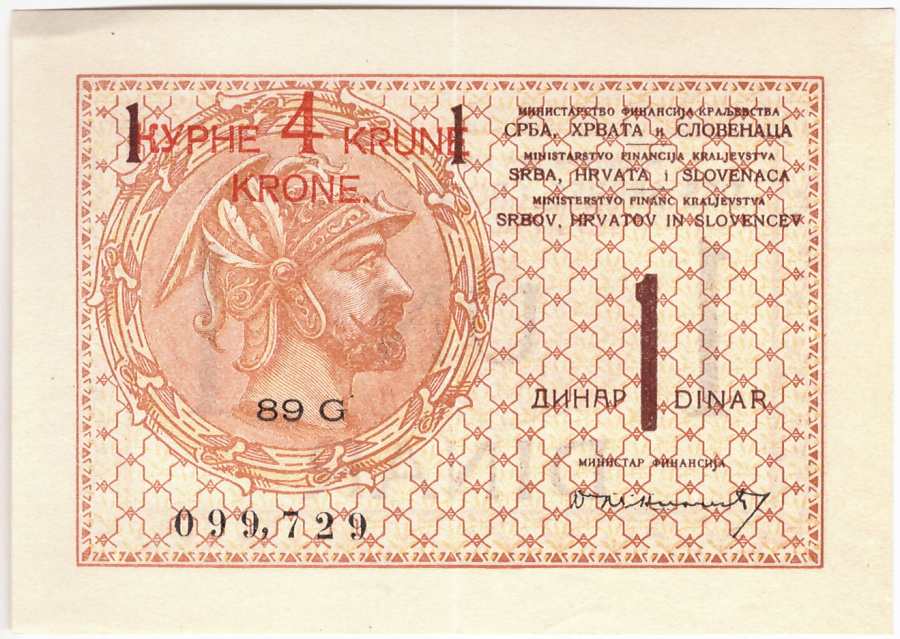 1 КУРНЕ 4 KRUNE 1
KRONE.
МИНИСТАРСТВО ФИНАНСИЈА КРАЉЕВСТВА
СРБА, ХРВАТА и СЛОВЕНАЦА
MINISTARSTVO FINANCIJA KRALJEVSTVA
SRBA, HRVATA i SLOVENACA
MINISTERSTVO FINANC KRALJEVSTVA
SRBOV, HRVATOV IN SLOVENCEV
ДИНАР 1 DINAR
89 G
МИНИСТАР ФИНАНСИЈА
099,729